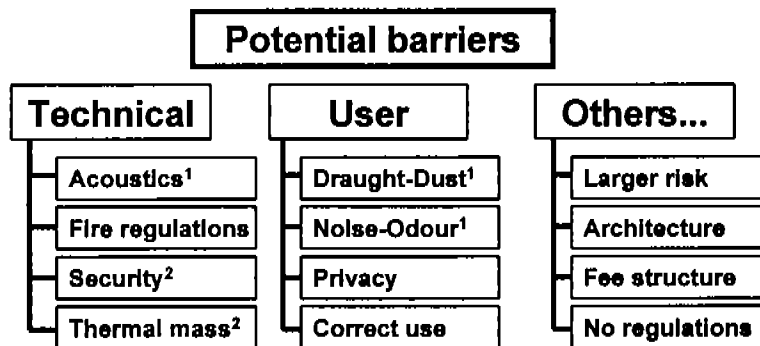 Potential barriers
Technical
Acoustics¹
Fire regulations
Security²
Thermal mass²
User
Draught-Dust¹
Noise-Odour¹
Privacy
Correct use
Others...
Larger risk
Architecture
Fee structure
No regulations